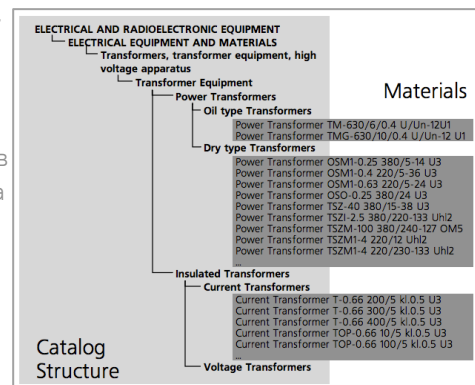 ELECTRICAL AND RADIOELECTRONIC EQUIPMENT
ELECTRICAL EQUIPMENT AND MATERIALS
Transformers, transformer equipment, high
voltage apparatus
Transformer Equipment
Power Transformers
Oil type Transformers
Materials
Power Transformer TM-630/6/0.4 U/Un-12U1
Power Transformer TMG-630/10/0.4 U/Un-12 U1
Dry type Transformers
Power Transformer OSM1-0.25 380/5-14 U3
Power Transformer OSM1-0.4 220/5-36 U3
Power Transformer OSM1-0.63 220/5-24 U3
Power Transformer OSO-0.25 380/24 U3
Power Transformer TSZ-40 380/15-38 U3
Power Transformer TSZI-2.5 380/220-133 Uhl2
Power Transformer TSZM-100 380/240-127 OM5
Power Transformer TSZM1-4 220/12 Uhl2
Power Transformer TSZM1-4 220/230-133 Uhl2
...
Insulated Transformers
Current Transformers
Current Transformer T-0.66 200/5 kl.0.5 U3
Current Transformer T-0.66 300/5 kl.0.5 U3
Current Transformer T-0.66 400/5 kl.0.5 U3
Current Transformer TOP-0.66 10/5 kl.0.5 U3
Current Transformer TOP-0.66 100/5 kl.0.5 U3
...
Voltage Transformers
Catalog
Structure